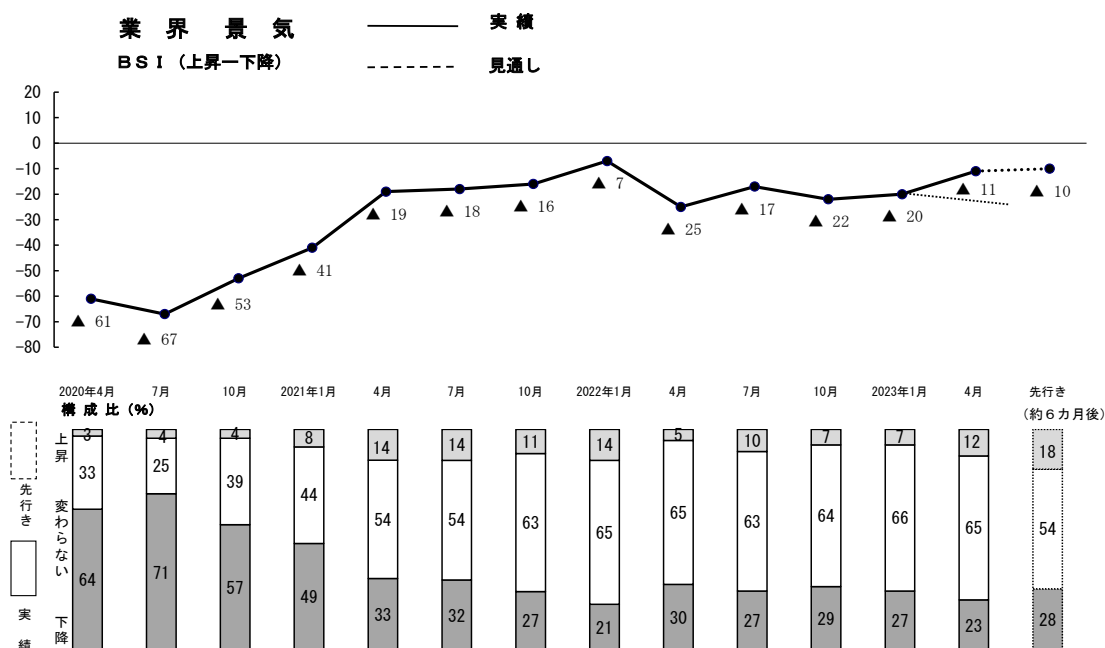 業界景気
BSI（上昇－下降）
実績
見通し
20
10
0
-10
-20
-30
-40
-50
-60
-70
-80
▲ 61
▲ 67
▲ 53
▲ 41
▲ 19
▲ 18
▲ 16
▲ 7
▲ 25
▲ 17
▲ 22
▲ 20
▲ 11
▲ 10
2020年4月 7月 10月 2021年1月 4月 7月 10月 2022年1月 4月 7月 10月 2023年1月 4月 先行き
（約６カ月後）
構成比（%）
先行き
実績
上昇
変わらない
下降
3 4 4 8 14 14 11 14 5 10 7 7 12 18
33 25 39 44 54 54 63 65 65 63 64 66 65 54
64 71 57 49 33 32 27 21 30 27 29 27 23 28